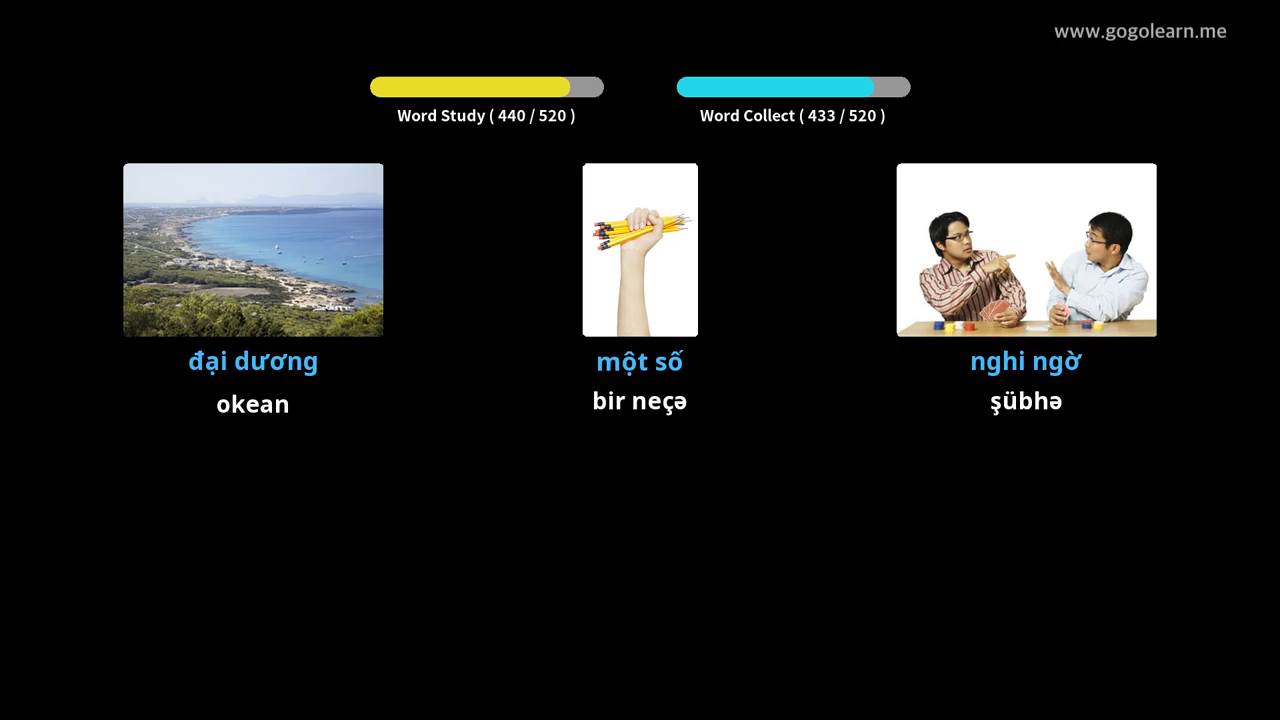 www.gogolearn.me
Word Study ( 440 / 520 )
Word Collect ( 433 / 520 )
đại dương
okean
một số
bir neçə
nghi ngờ
şübhə